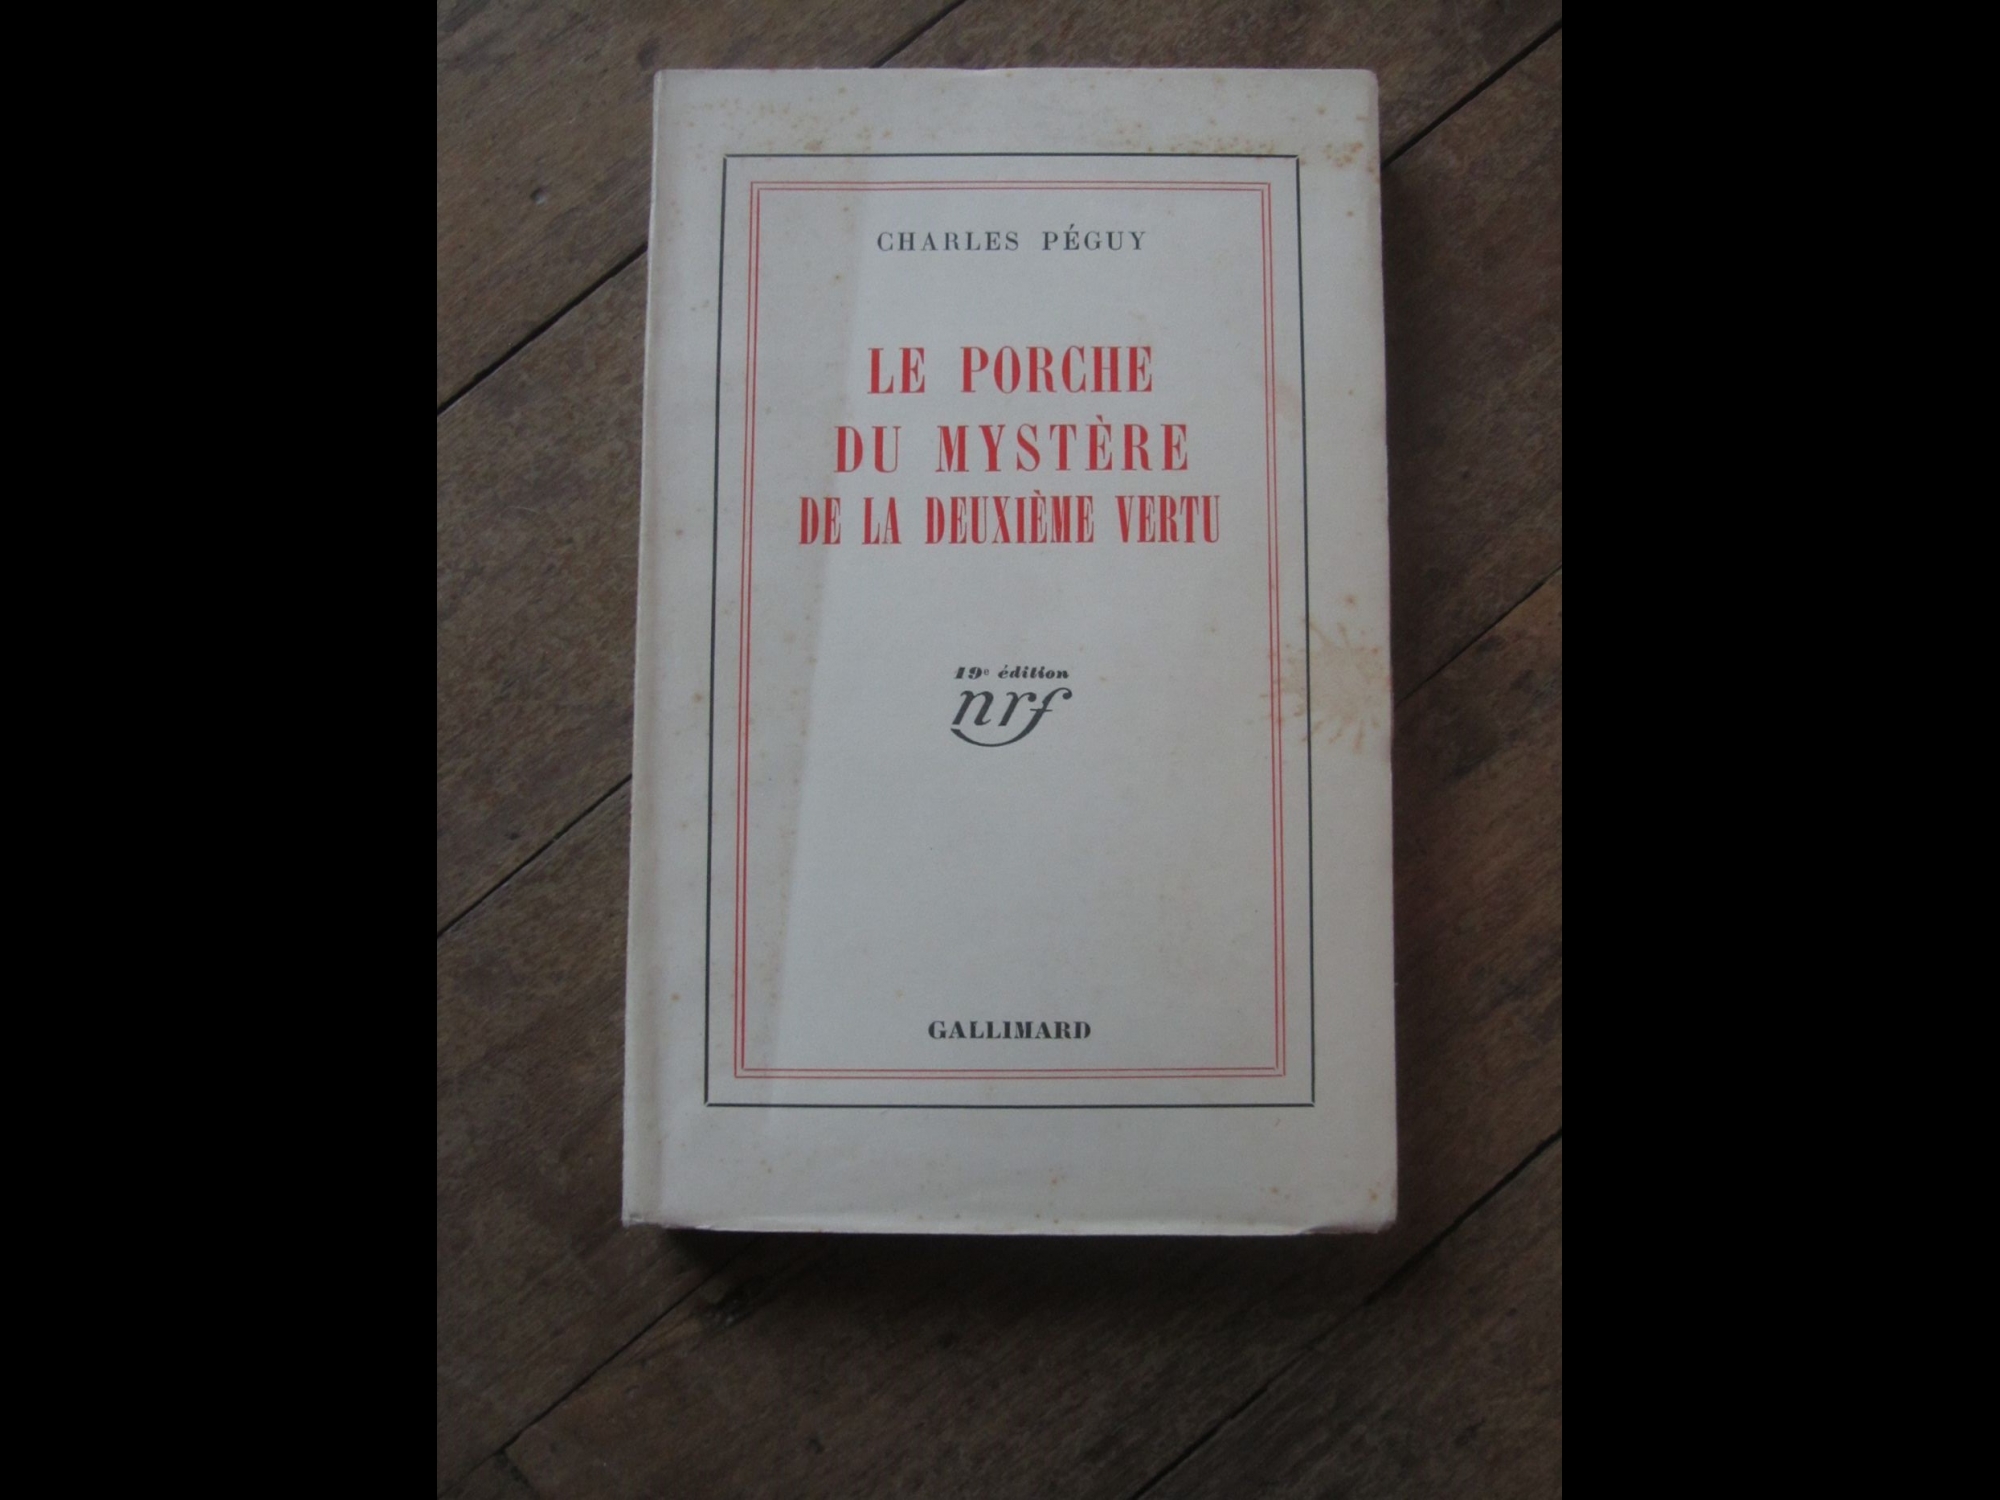 CHARLES PÉGUY
LE PORCHE
DU MYSTÈRE
DE LA DEUXIÈME VERTU
19e édition
nrf
GALLIMARD